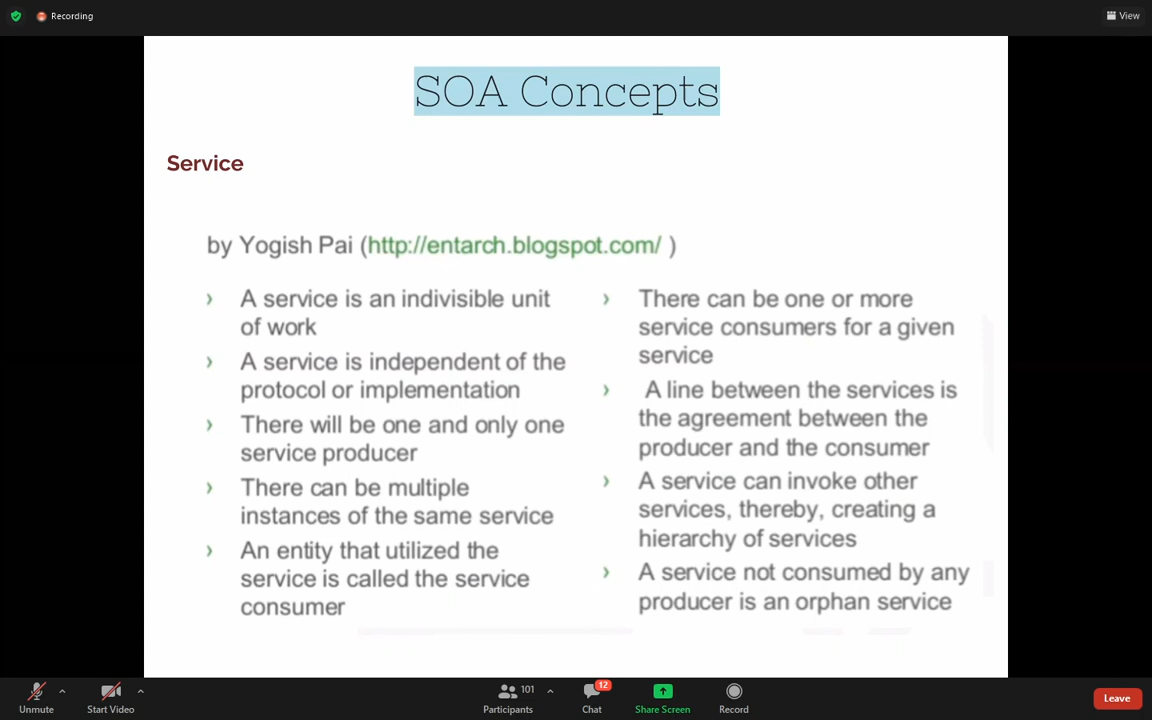 Recording
View
SOA Concepts
Service
by Yogish Pai (http://entarch.blogspot.com/ )
› A service is an indivisible unit
of work
› A service is independent of the
protocol or implementation
› There will be one and only one
service producer
› There can be multiple
instances of the same service
› An entity that utilized the
service is called the service
consumer
› There can be one or more
service consumers for a given
service
› A line between the services is
the agreement between the
producer and the consumer
› A service can invoke other
services, thereby, creating a
hierarchy of services
› A service not consumed by any
producer is an orphan service
Unmute
Start Video
101
Participants
12
Chat
Share Screen
Record
Leave